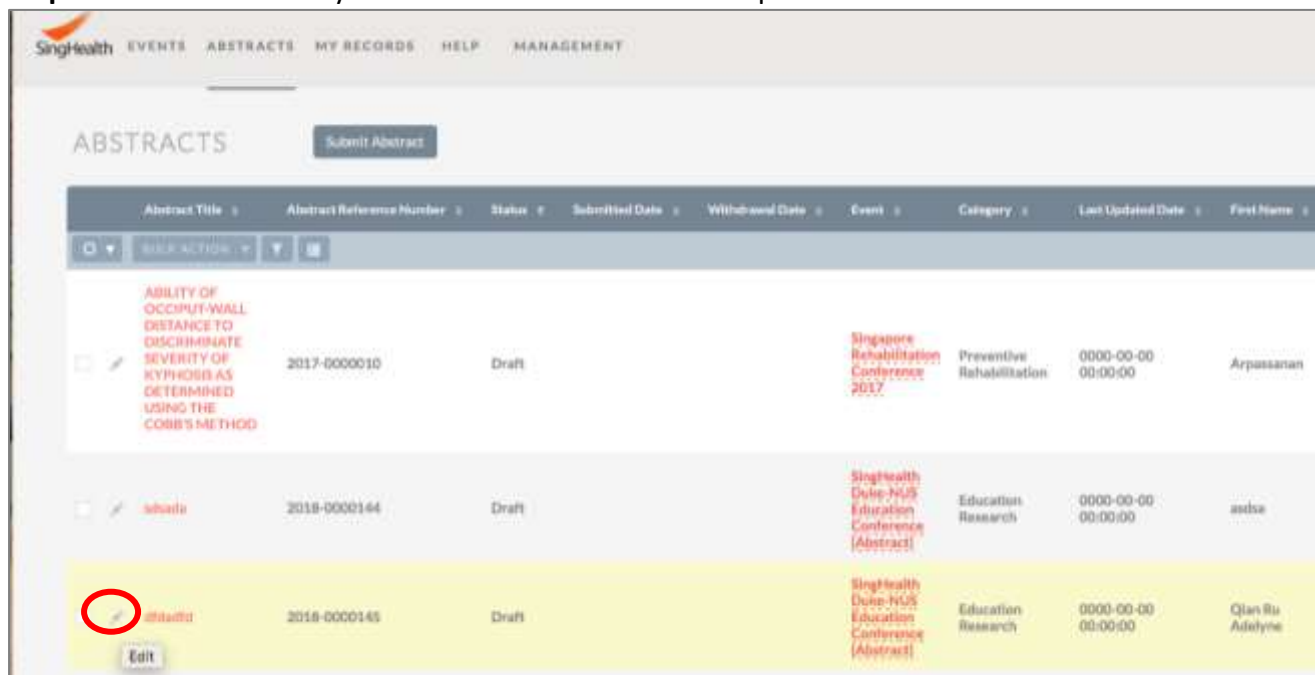 SingHealth EVENTS ABSTRACTS MY RECORDS HELP MANAGEMENT
ABSTRACTS Submit Abstract
Abstract Title Abstract Reference Number Status Submitted Date Withdrawal Date Event Category Last Updated Date First Name
BULK ACTION
ABILITY OF
OCCIPUT-WALL
DISTANCE TO
DISCRIMINATE
SEVERITY OF
KYPHOSIS AS
DETERMINED
USING THE
COBB'S METHOD
2017-0000010
Draft
Singapore
Rehabilitation
Conference
2017
Preventive
Rehabilitation
0000-00-00
00:00:00
Arpassanan
2018-0000144
Draft
SingHealth
Duke-NUS
Education
Conference
(Abstract)
Education
Research
0000-00-00
00:00:00
asdsa
2018-0000145
Draft
SingHealth
Duke-NUS
Education
Conference
(Abstract)
Education
Research
0000-00-00
00:00:00
Qian Ru
Adelyne
Edit